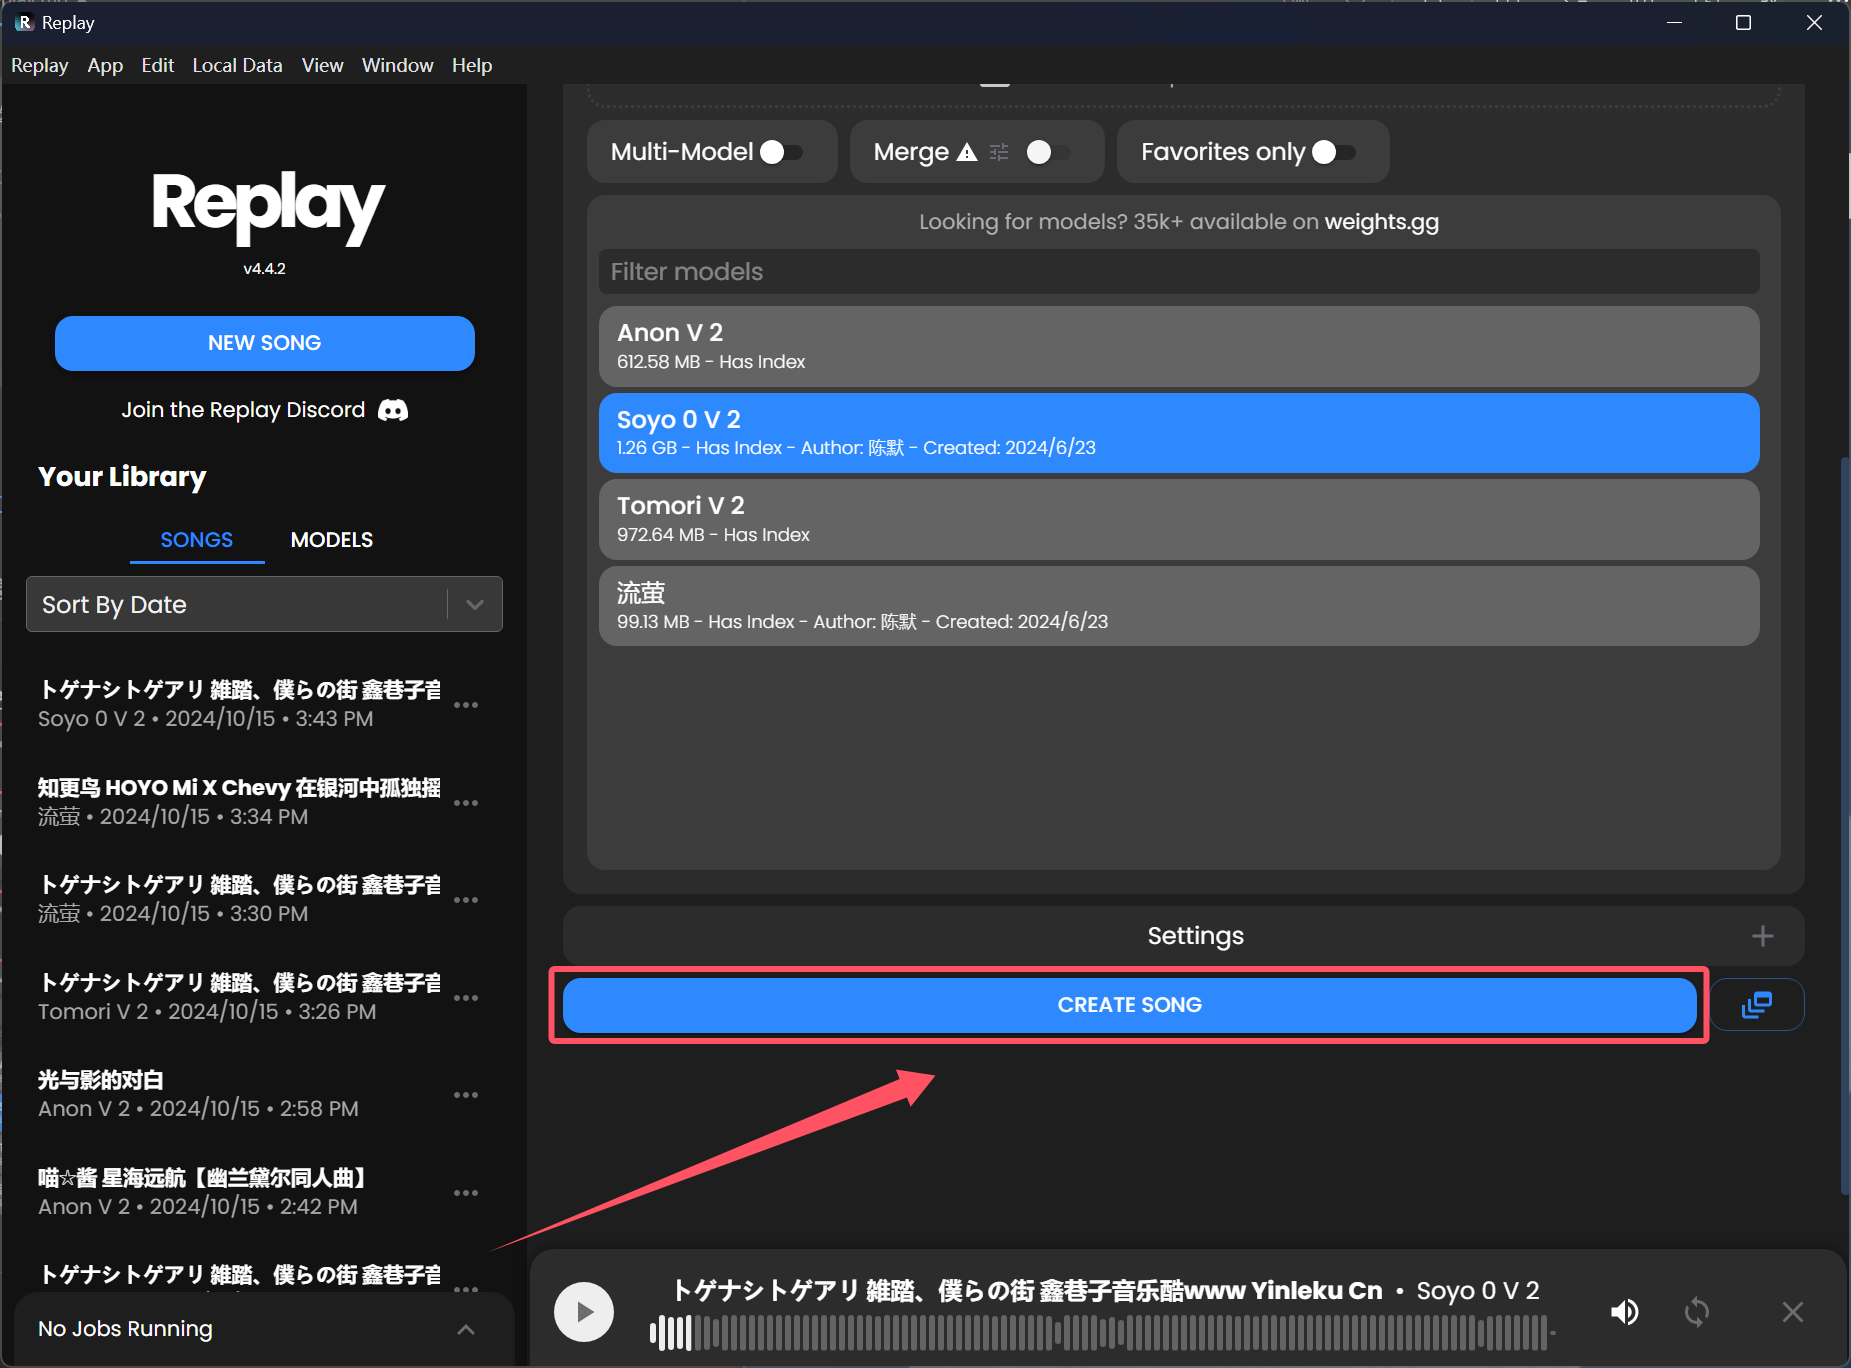 Replay
Replay App Edit Local Data View Window Help
Replay
v4.4.2
NEW SONG
Join the Replay Discord
Your Library
SONGS MODELS
Sort By Date
トゲナシトゲアリ 雑踏、僕らの街 鑫巷子音
Soyo 0 V 2 • 2024/10/15 • 3:43 PM
知更鸟 HOYO Mi X Chevy 在银河中孤独摇
流萤 • 2024/10/15 • 3:34 PM
トゲナシトゲアリ 雑踏、僕らの街 鑫巷子音
流萤 • 2024/10/15 • 3:30 PM
トゲナシトゲアリ 雑踏、僕らの街 鑫巷子音
Tomori V 2 • 2024/10/15 • 3:26 PM
光与影的对白
Anon V 2 • 2024/10/15 • 2:58 PM
喵☆酱 星海远航【幽兰黛尔同人曲】
Anon V 2 • 2024/10/15 • 2:42 PM
トゲナシトゲアリ 雑踏、僕らの街 鑫巷子音
No Jobs Running
Multi-Model
Merge
Favorites only
Looking for models? 35k+ available on weights.gg
Filter models
Anon V 2
612.58 MB - Has Index
Soyo 0 V 2
1.26 GB - Has Index - Author: 陈默 - Created: 2024/6/23
Tomori V 2
972.64 MB - Has Index
流萤
99.13 MB - Has Index - Author: 陈默 - Created: 2024/6/23
Settings
CREATE SONG
トゲナシトゲアリ 雑踏、僕らの街 鑫巷子音乐酷www Yinleku Cn • Soyo 0 V 2